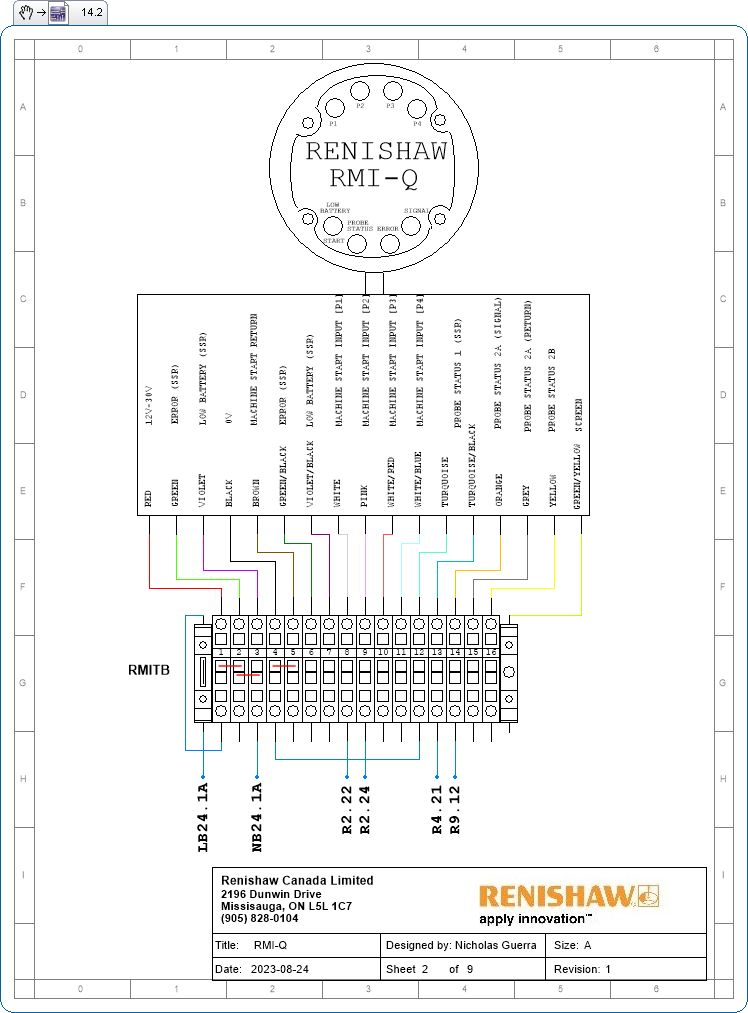 14.2
0 1 2 3 4 5 6
A A
B B
C C
D D
E E
F F
G G
H H
I I
P1 P2 P3 P4
RENISHAW
RMI-Q
LOW
BATTERY
SIGNAL
PROBE
STATUS ERROR
START
12V-30V
ERROR (SSR)
LOW BATTERY (SSR)
0V
MACHINE START RETURN
ERROR (SSR)
LOW BATTERY (SSR)
MACHINE START INPUT [P1]
MACHINE START INPUT [P2]
MACHINE START INPUT [P3]
MACHINE START INPUT [P4]
PROBE STATUS 1 (SSR)
PROBE STATUS 2A (SIGNAL)
PROBE STATUS 2A (RETURN)
PROBE STATUS 2B
SCREEN
RED
GREEN
VIOLET
BLACK
BROWN
GREEN/BLACK
VIOLET/BLACK
WHITE
PINK
WHITE/RED
WHITE/BLUE
TURQUOISE
TURQUOISE/BLACK
ORANGE
GREY
YELLOW
GREEN/YELLOW
1 2 3 4 5 6 7 8 9 10 11 12 13 14 15 16
RMITB
LB24.1A
NB24.1A
R2.22
R2.24
R4.21
R9.12
Renishaw Canada Limited
2196 Dunwin Drive
Missisauga, ON L5L 1C7
(905) 828-0104
RENISHAW
apply innovation™
Title: RMI-Q
Designed by: Nicholas Guerra
Size: A
Date: 2023-08-24
Sheet 2 of 9
Revision: 1
0 1 2 3 4 5 6